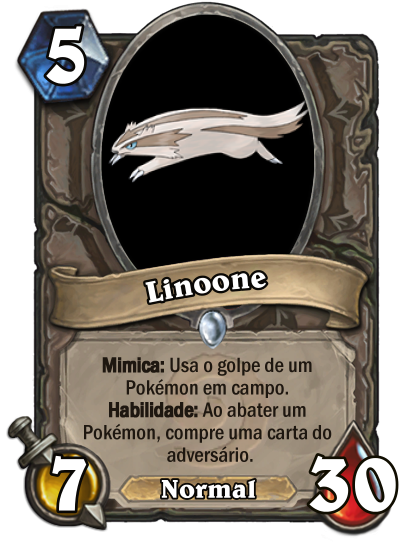 5
Linoone
Mimica: Usa o golpe de um
Pokémon em campo.
Habilidade: Ao abater um
Pokémon, compre uma carta do
adversário.
7
Normal
30